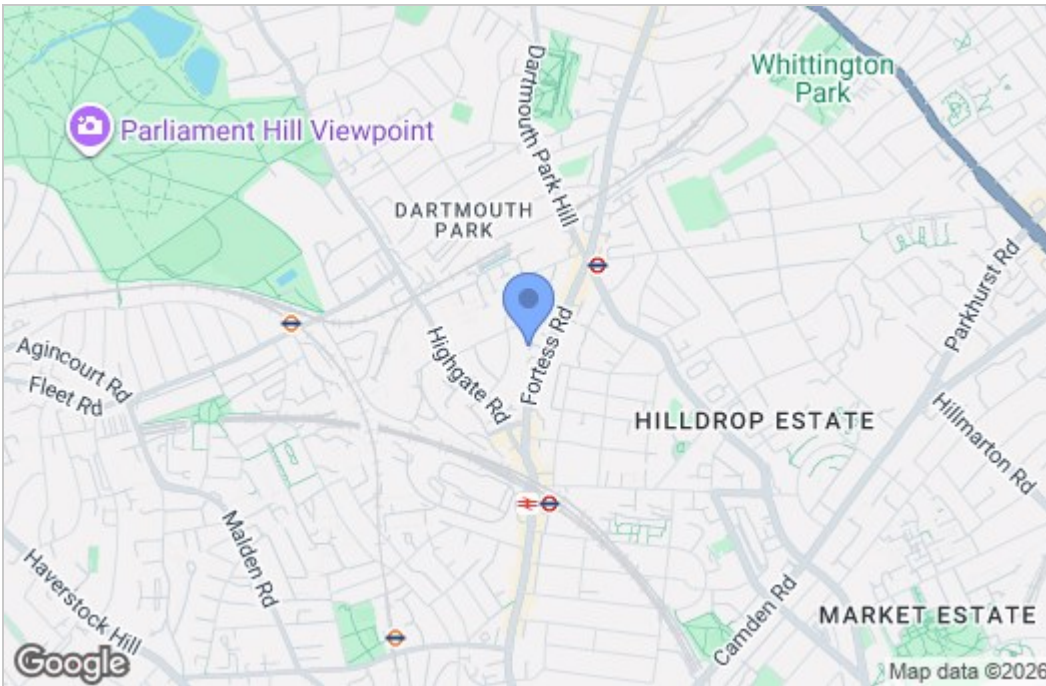 Whittington
Park
Dartmouth Park Hill
Parliament Hill Viewpoint
DARTMOUTH
PARK
Parkhurst Rd
Fortess Rd
Highgate Rd
Agincourt Rd
Fleet Rd
HILLDROP ESTATE
Hillmarton Rd
Malden Rd
Haverstock Hill
Camden Rd
MARKET ESTATE
Google
Map data ©2026